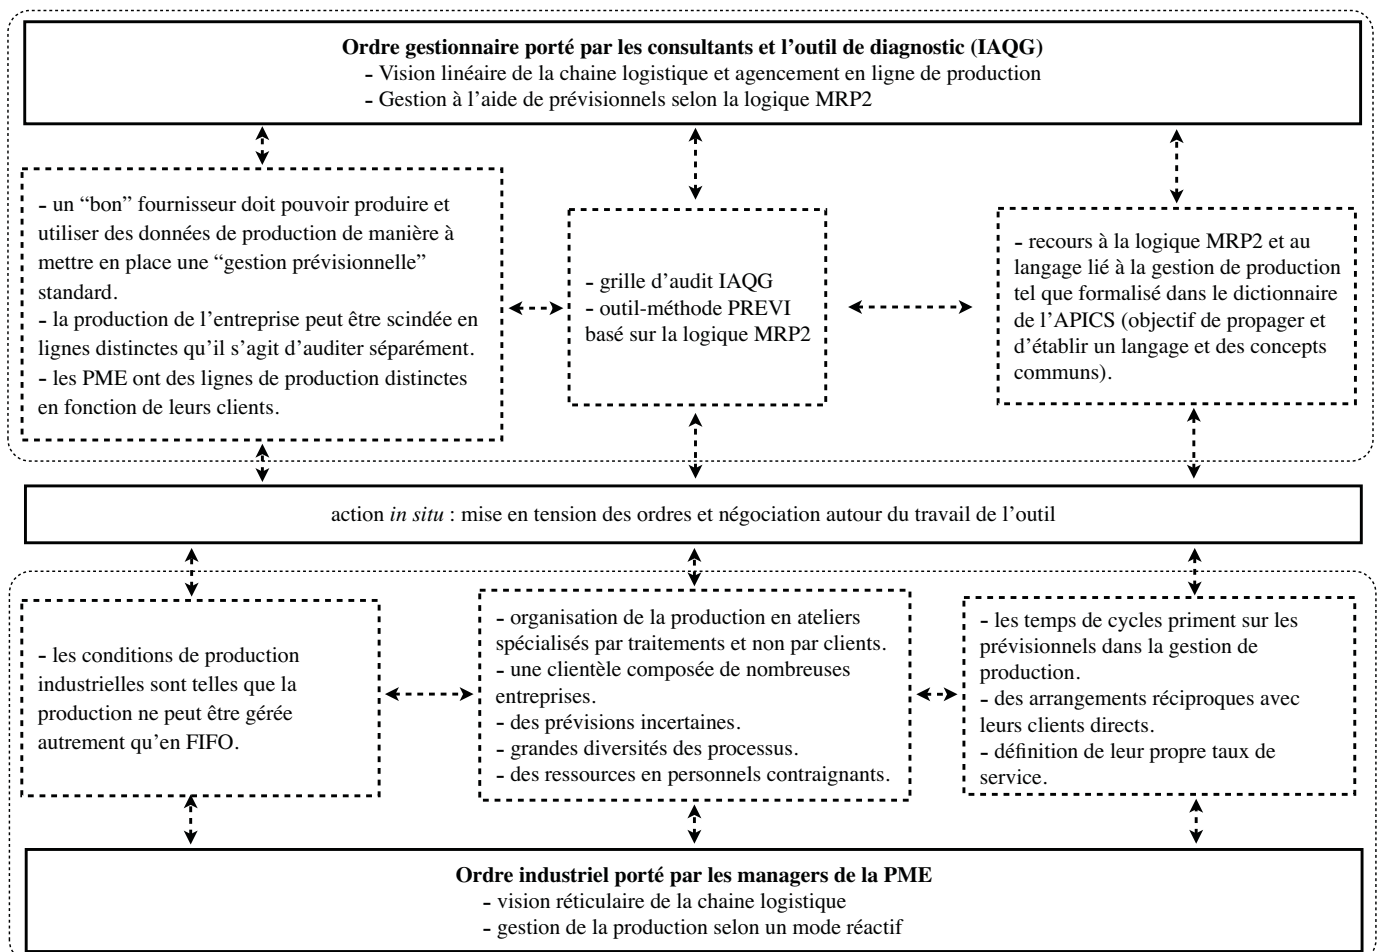 Ordre gestionnaire porté par les consultants et l’outil de diagnostic (IAQG)
- Vision linéaire de la chaine logistique et agencement en ligne de production
- Gestion à l’aide de prévisionnels selon la logique MRP2
- un “bon” fournisseur doit pouvoir produire et
utiliser des données de production de manière à
mettre en place une “gestion prévisionnelle”
standard.
- la production de l’entreprise peut être scindée en
lignes distinctes qu’il s’agit d’auditer séparément.
- les PME ont des lignes de production distinctes
en fonction de leurs clients.
- grille d’audit IAQG
- outil-méthode PREVI
basé sur la logique MRP2
- recours à la logique MRP2 et au
langage lié à la gestion de production
tel que formalisé dans le dictionnaire
de l’APICS (objectif de propager et
d’établir un langage et des concepts
communs).
action in situ : mise en tension des ordres et négociation autour du travail de l’outil
- les conditions de production
industrielles sont telles que la
production ne peut être gérée
autrement qu’en FIFO.
- organisation de la production en ateliers
spécialisés par traitements et non par clients.
- une clientèle composée de nombreuses
entreprises.
- des prévisions incertaines.
- grandes diversités des processus.
- des ressources en personnels contraignants.
- les temps de cycles priment sur les
prévisionnels dans la gestion de
production.
- des arrangements réciproques avec
leurs clients directs.
- définition de leur propre taux de
service.
Ordre industriel porté par les managers de la PME
- vision réticulaire de la chaine logistique
- gestion de la production selon un mode réactif